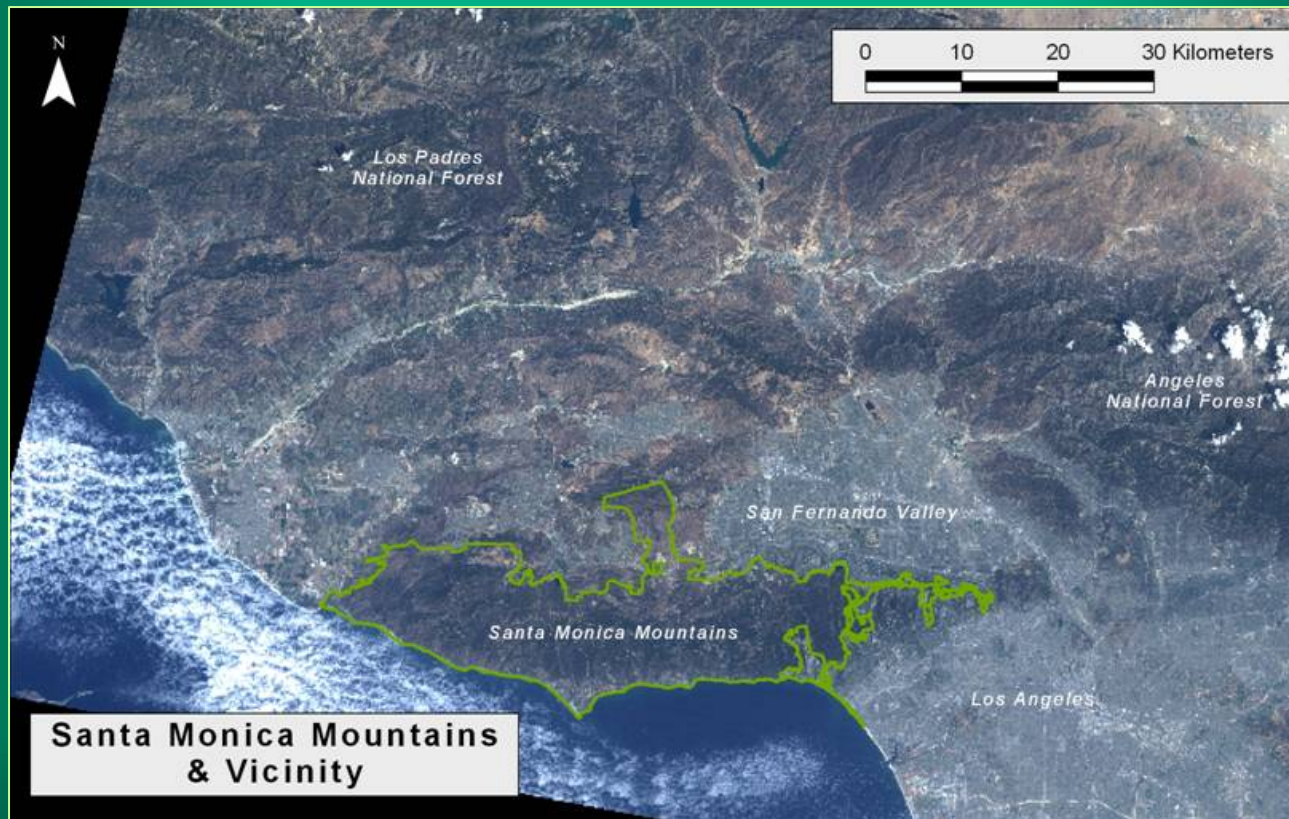 N
0 10 20 30 Kilometers
Los Padres
National Forest
Angeles
National Forest
San Fernando Valley
Santa Monica Mountains
Los Angeles
Santa Monica Mountains
& Vicinity